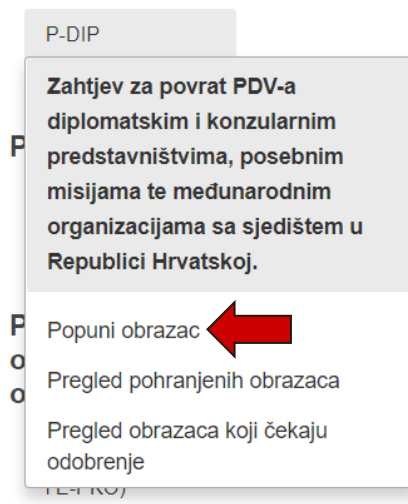 P-DIP
Zahtjev za povrat PDV-a
diplomatskim i konzularnim
predstavništvima, posebnim
misijama te međunarodnim
organizacijama sa sjedištem u
Republici Hrvatskoj.
P
Popuni obrazac
P
Pregled pohranjenih obrazaca
o
o
Pregled obrazaca koji čekaju
odobrenje